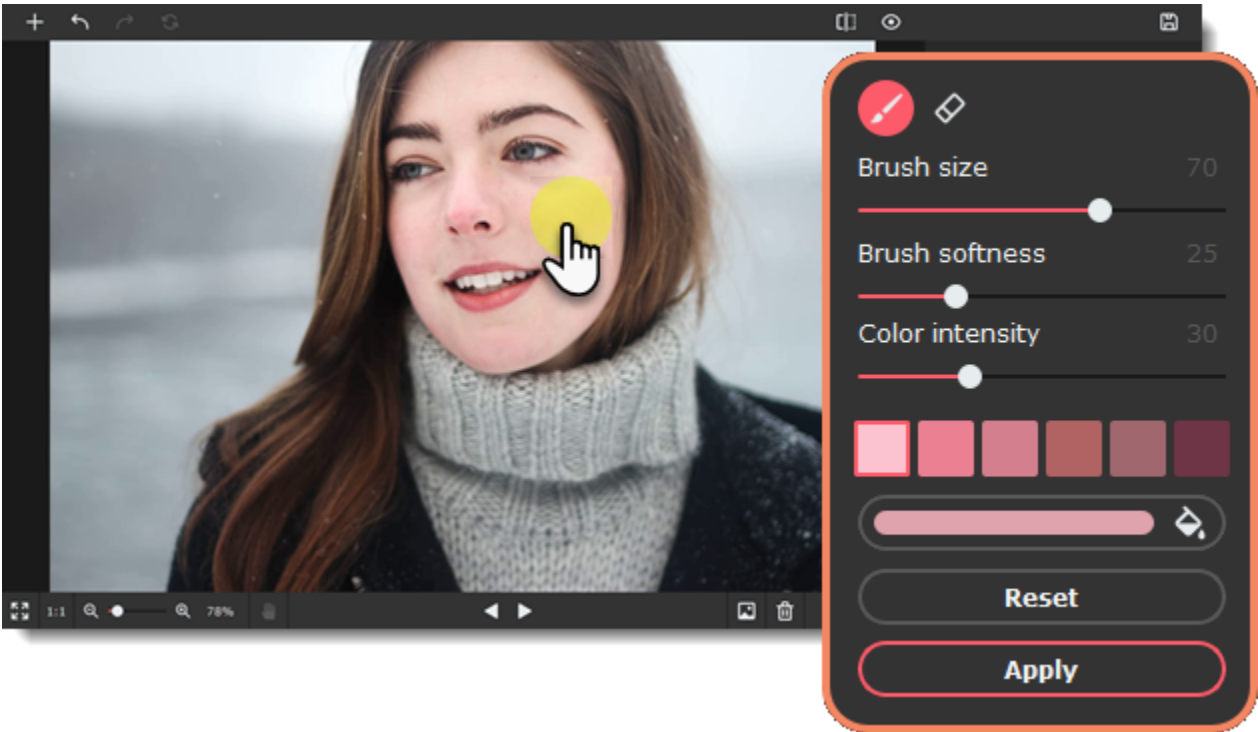 Brush size 70
Brush softness 25
Color intensity 30
Reset
Apply
1:1 78%